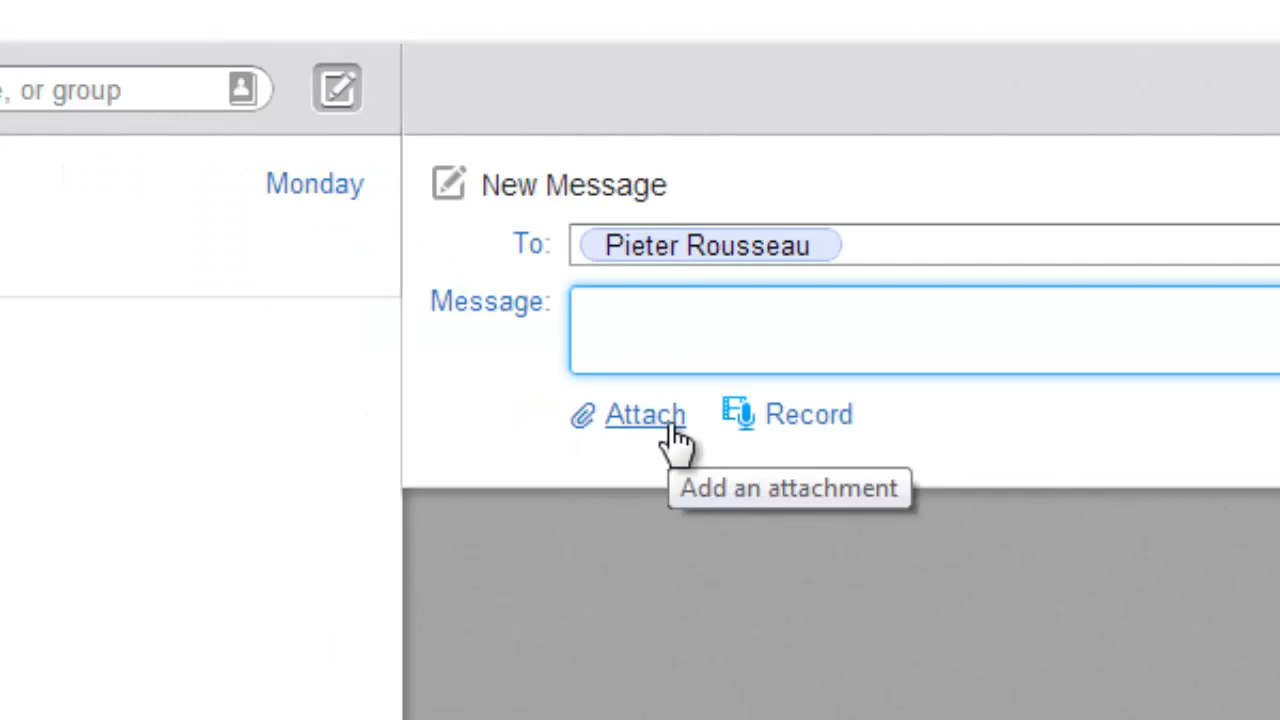 , or group
Monday
New Message
To: Pieter Rousseau
Message:
Attach Record
Add an attachment